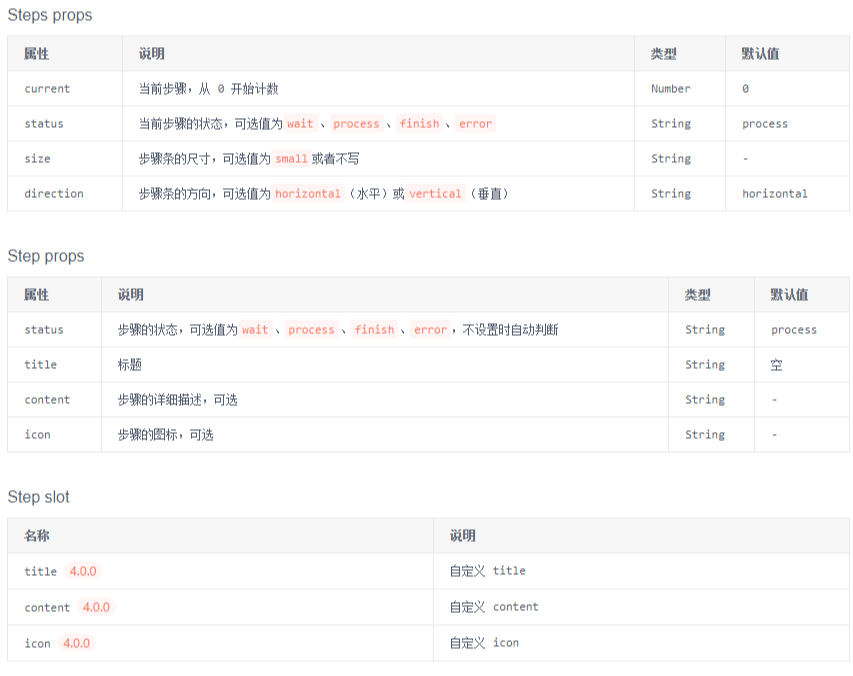 Steps props
属性 说明 类型 默认值
current 当前步骤，从 0 开始计数 Number 0
status 当前步骤的状态，可选值为 wait 、 process 、 finish 、 error String process
size 步骤条的尺寸，可选值为 small 或者不写 String -
direction 步骤条的方向，可选值为 horizontal （水平）或 vertical （垂直） String horizontal
Step props
属性 说明 类型 默认值
status 步骤的状态，可选值为 wait 、 process 、 finish 、 error ，不设置时自动判断 String process
title 标题 String 空
content 步骤的详细描述，可选 String -
icon 步骤的图标，可选 String -
Step slot
名称 说明
title 4.0.0 自定义 title
content 4.0.0 自定义 content
icon 4.0.0 自定义 icon